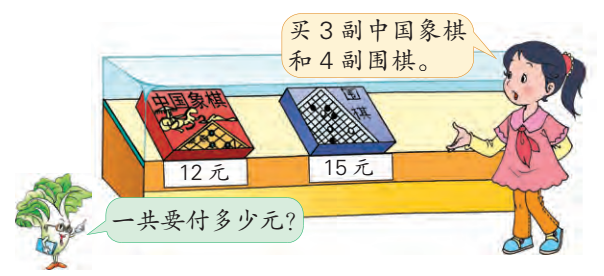 买3副中国象棋
和4副围棋。
中国象棋
围
棋
12元
15元
一共要付多少元?